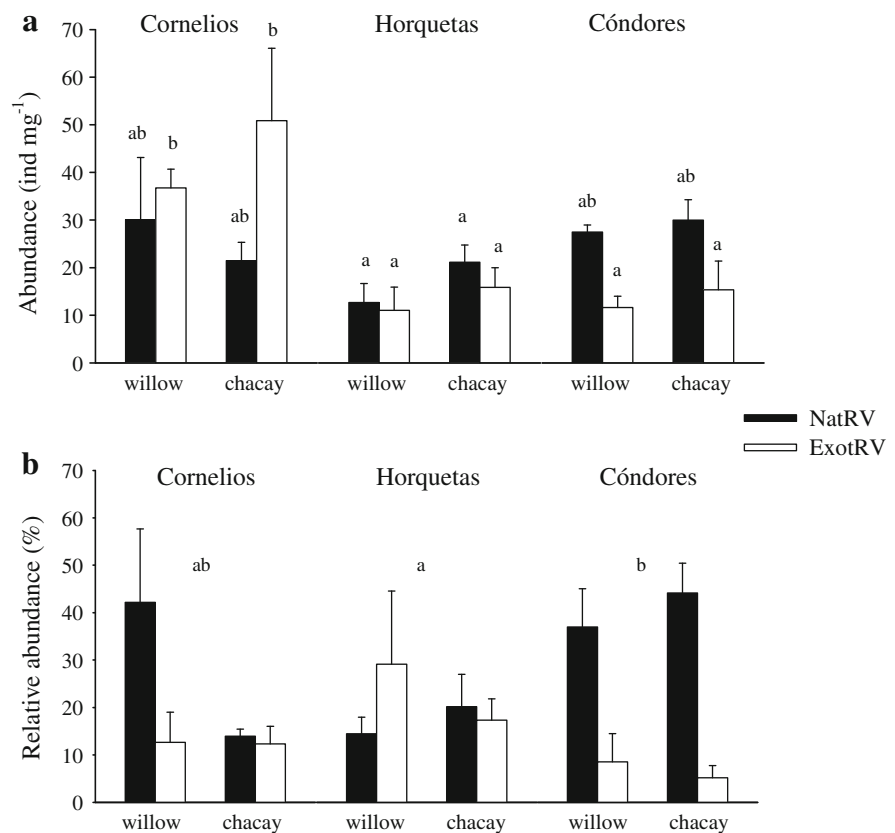 a
Cornelios Horquetas Cóndores
Abundance (ind mg-1)
70
60
50
40
30
20
10
0
ab b ab b a a a a ab a ab a
willow chacay willow chacay willow chacay
NatRV
ExotRV
b
Cornelios Horquetas Cóndores
Relative abundance (%)
70
60
50
40
30
20
10
0
ab a b
willow chacay willow chacay willow chacay